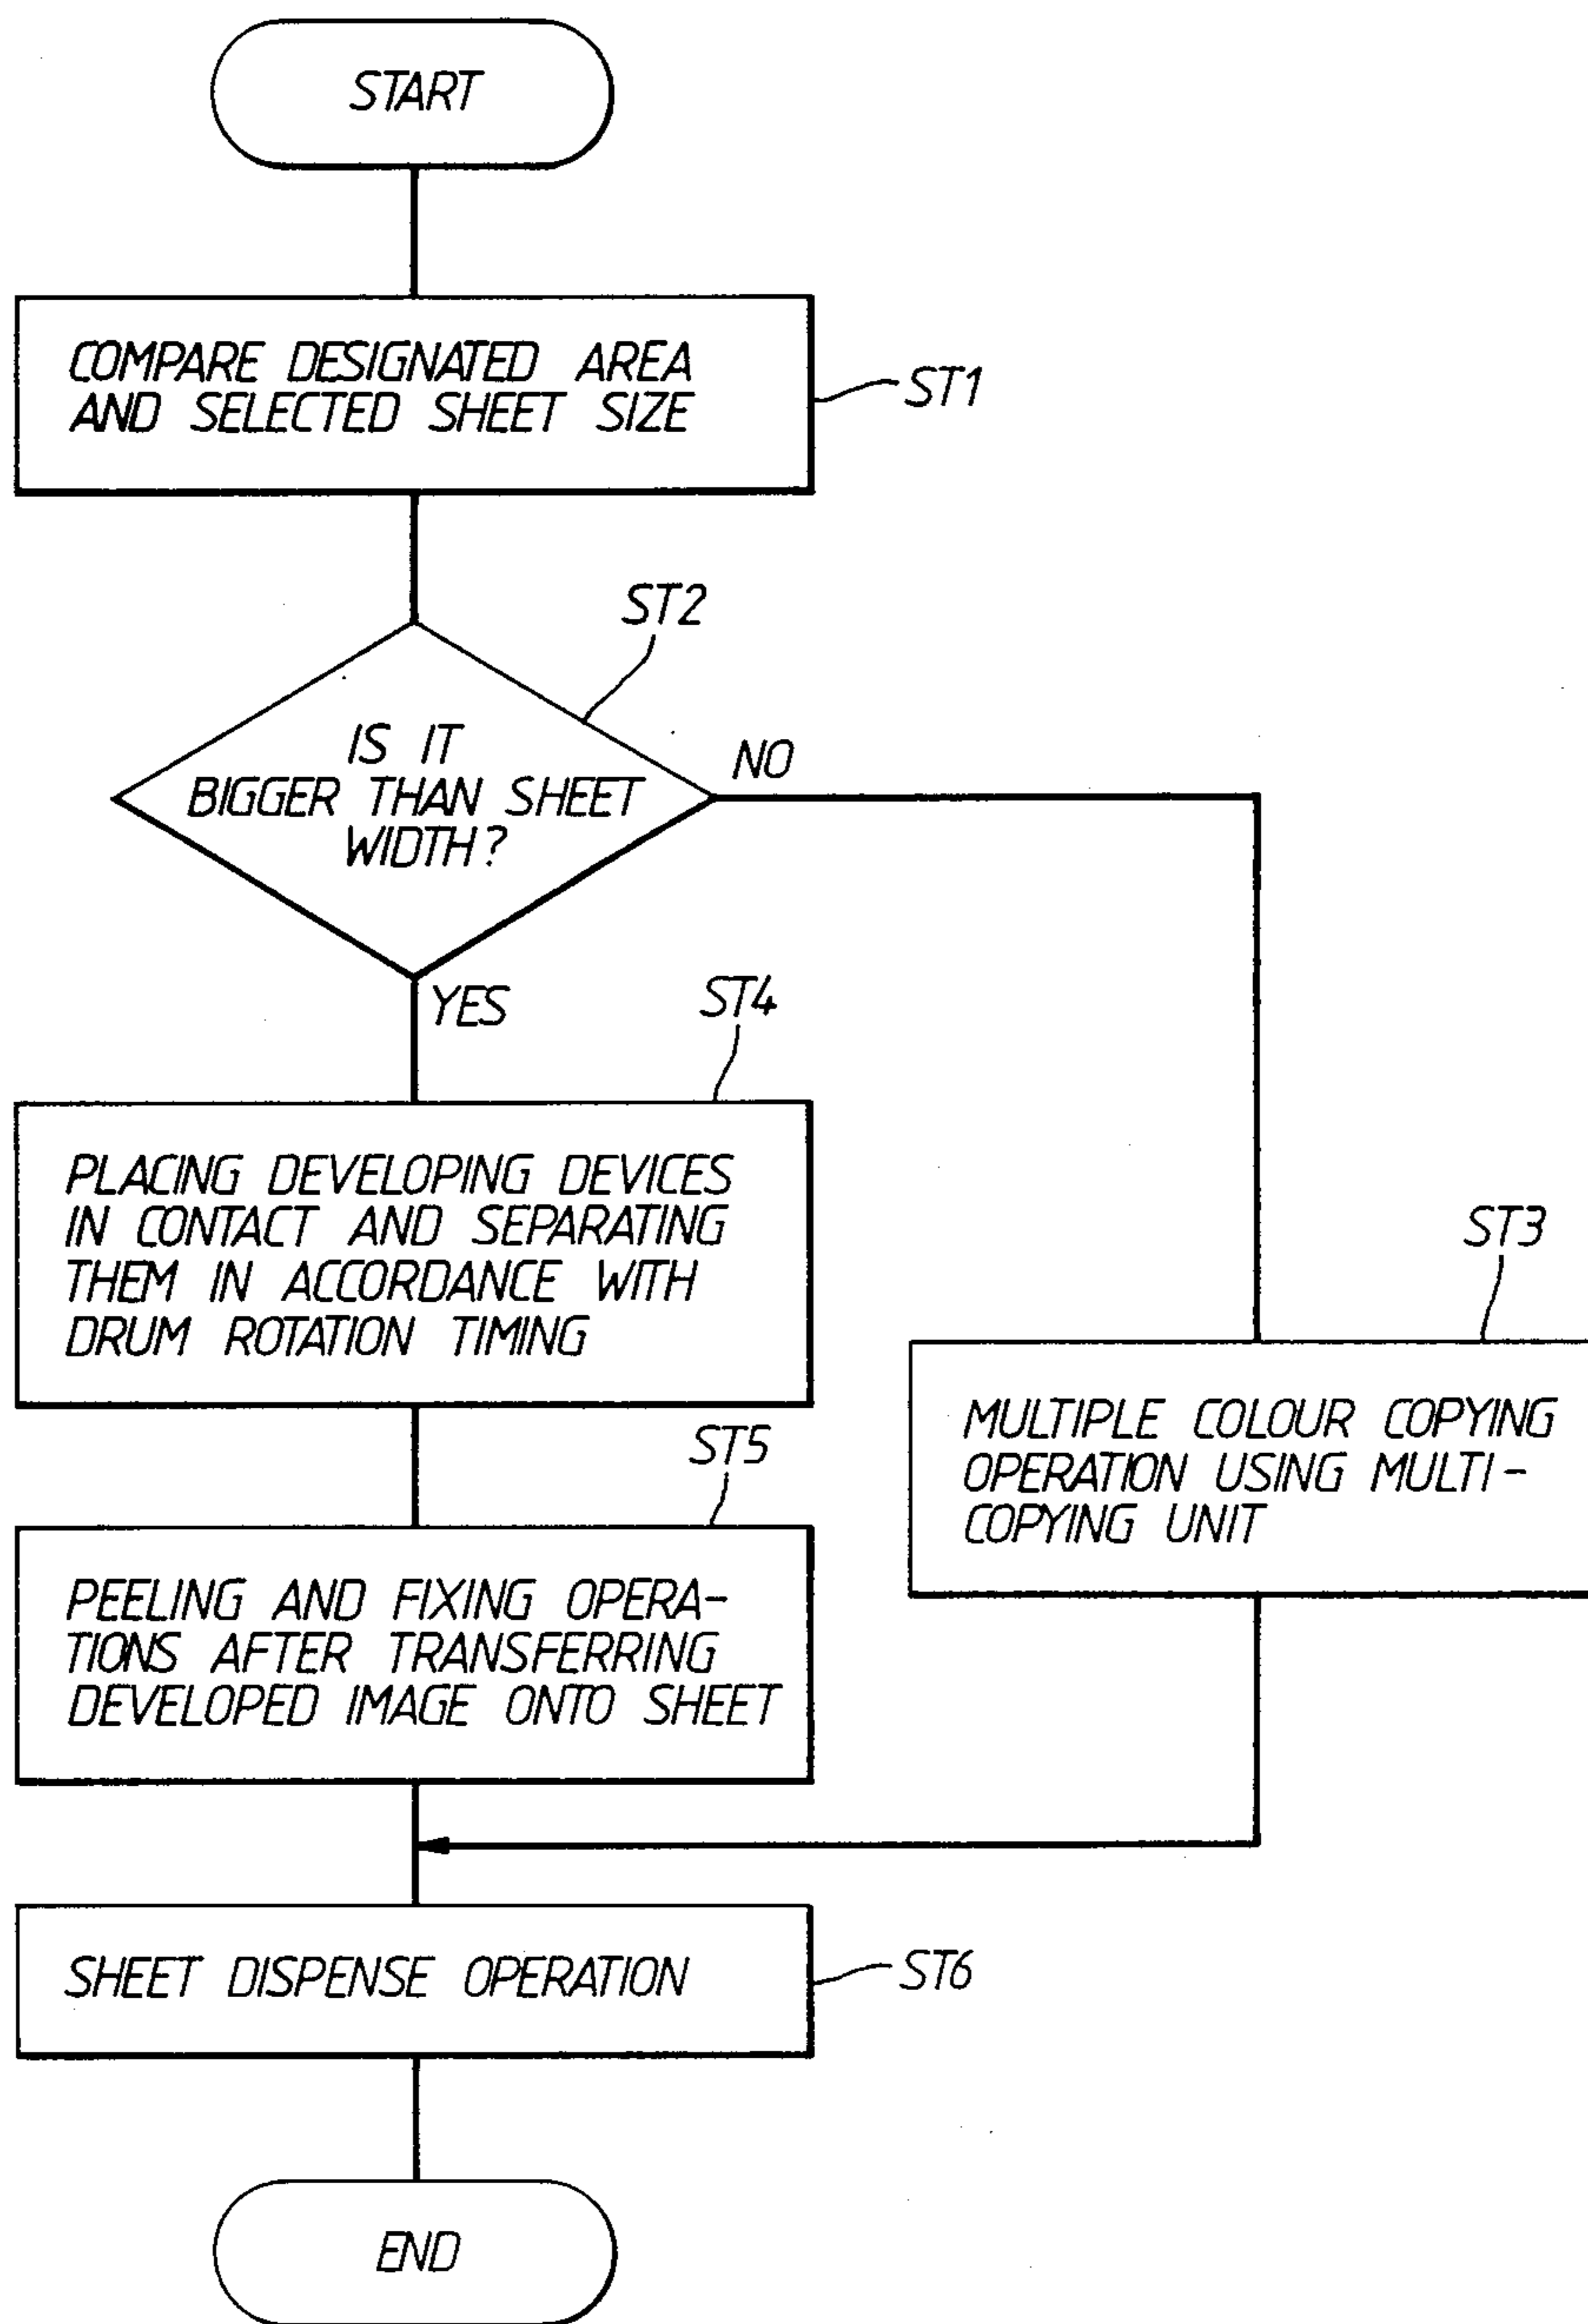 START
COMPARE DESIGNATED AREA
AND SELECTED SHEET SIZE
ST1
ST2
IS IT
BIGGER THAN SHEET
WIDTH?
NO
YES
ST4
PLACING DEVELOPING DEVICES
IN CONTACT AND SEPARATING
THEM IN ACCORDANCE WITH
DRUM ROTATION TIMING
ST3
MULTIPLE COLOUR COPYING
OPERATION USING MULTI-
COPYING UNIT
ST5
PEELING AND FIXING OPERA-
TIONS AFTER TRANSFERRING
DEVELOPED IMAGE ONTO SHEET
SHEET DISPENSE OPERATION
ST6
END